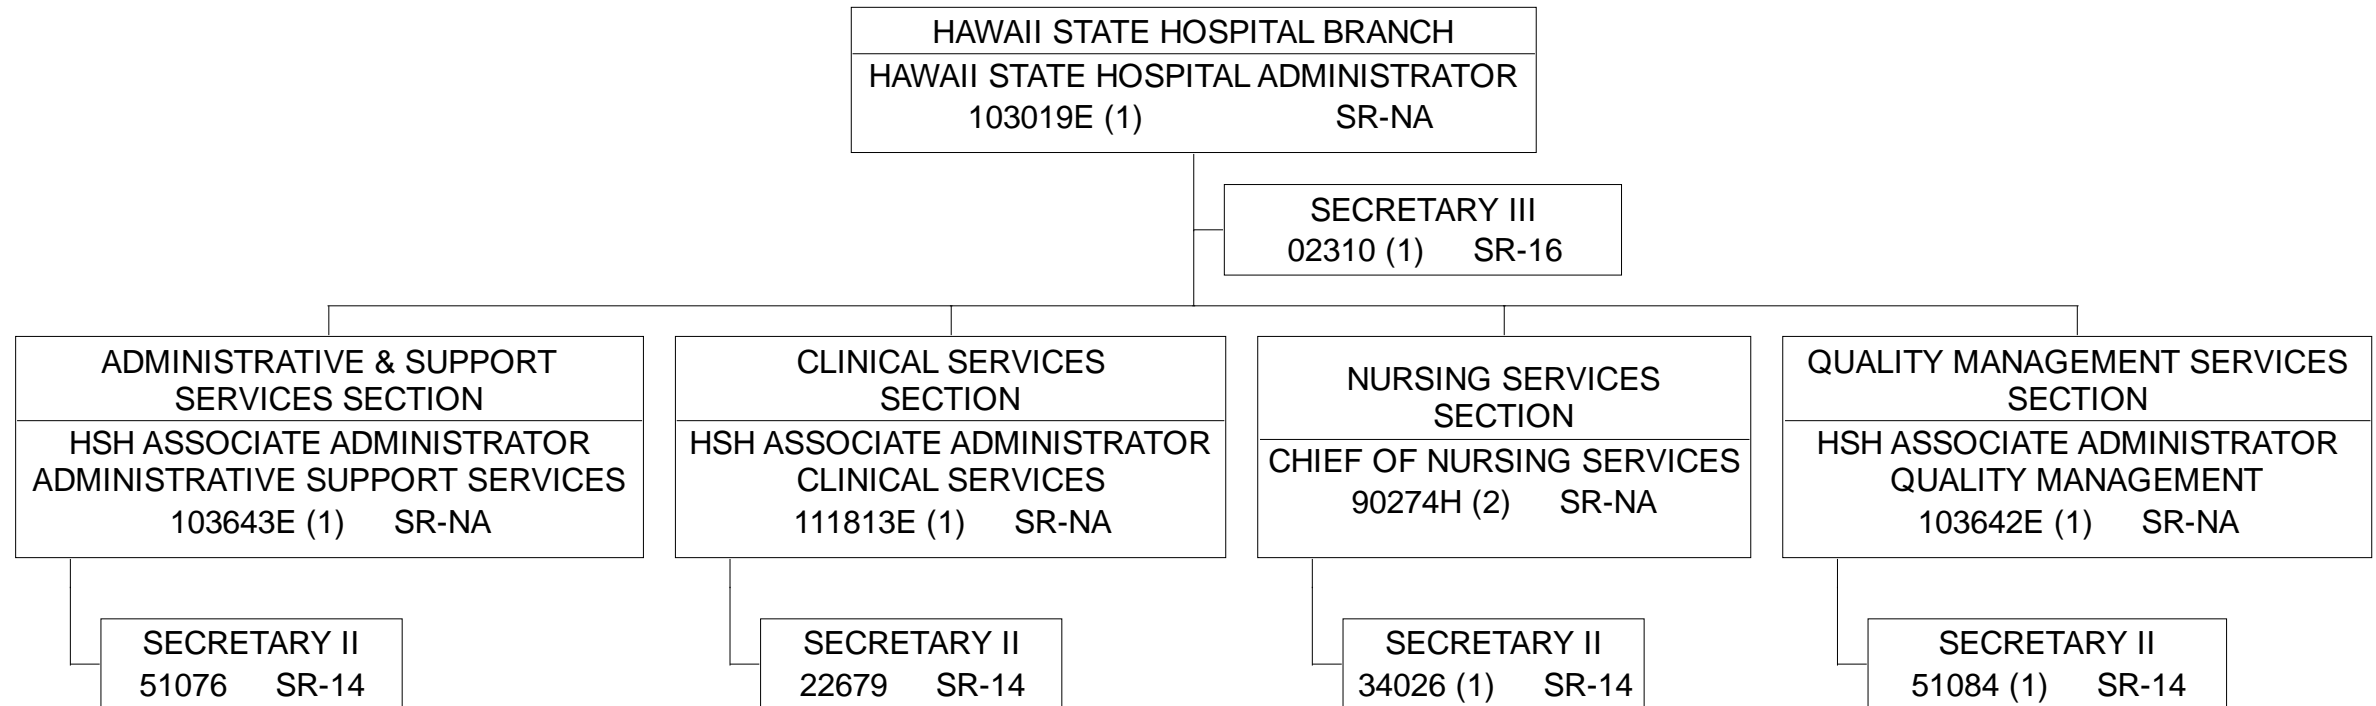 HAWAII STATE HOSPITAL BRANCH
HAWAII STATE HOSPITAL ADMINISTRATOR
103019E (1) SR-NA
SECRETARY III
02310 (1) SR-16
ADMINISTRATIVE & SUPPORT
SERVICES SECTION
HSH ASSOCIATE ADMINISTRATOR
ADMINISTRATIVE SUPPORT SERVICES
103643E (1) SR-NA
SECRETARY II
51076 SR-14
CLINICAL SERVICES
SECTION
HSH ASSOCIATE ADMINISTRATOR
CLINICAL SERVICES
111813E (1) SR-NA
SECRETARY II
22679 SR-14
NURSING SERVICES
SECTION
CHIEF OF NURSING SERVICES
90274H (2) SR-NA
SECRETARY II
34026 (1) SR-14
QUALITY MANAGEMENT SERVICES
SECTION
HSH ASSOCIATE ADMINISTRATOR
QUALITY MANAGEMENT
103642E (1) SR-NA
SECRETARY II
51084 (1) SR-14